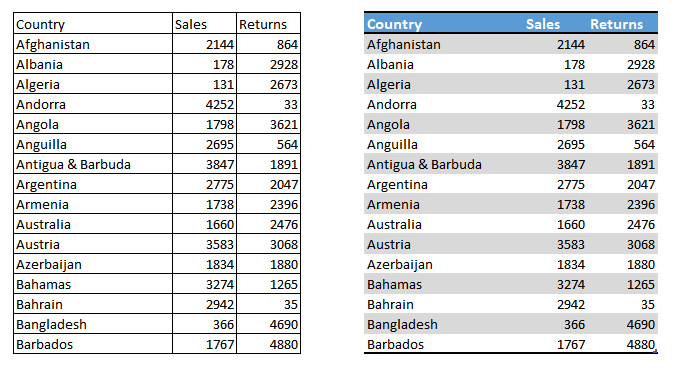 Country Sales Returns
Afghanistan 2144 864
Albania 178 2928
Algeria 131 2673
Andorra 4252 33
Angola 1798 3621
Anguilla 2695 564
Antigua & Barbuda 3847 1891
Argentina 2775 2047
Armenia 1738 2396
Australia 1660 2476
Austria 3583 3068
Azerbaijan 1834 1880
Bahamas 3274 1265
Bahrain 2942 35
Bangladesh 366 4690
Barbados 1767 4880
Country Sales Returns
Afghanistan 2144 864
Albania 178 2928
Algeria 131 2673
Andorra 4252 33
Angola 1798 3621
Anguilla 2695 564
Antigua & Barbuda 3847 1891
Argentina 2775 2047
Armenia 1738 2396
Australia 1660 2476
Austria 3583 3068
Azerbaijan 1834 1880
Bahamas 3274 1265
Bahrain 2942 35
Bangladesh 366 4690
Barbados 1767 4880